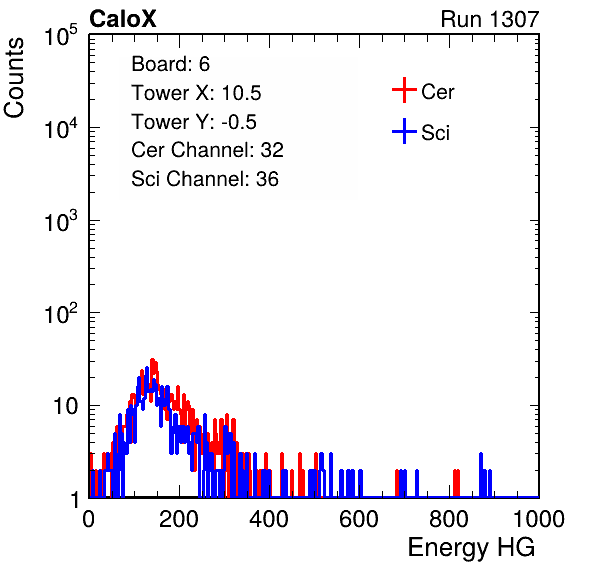 CaloX Run 1307
Board: 6
Tower X: 10.5
Tower Y: -0.5
Cer Channel: 32
Sci Channel: 36
Cer
Sci
Counts
10^5
10^4
10^3
10^2
10
1
0 200 400 600 800 1000
Energy HG